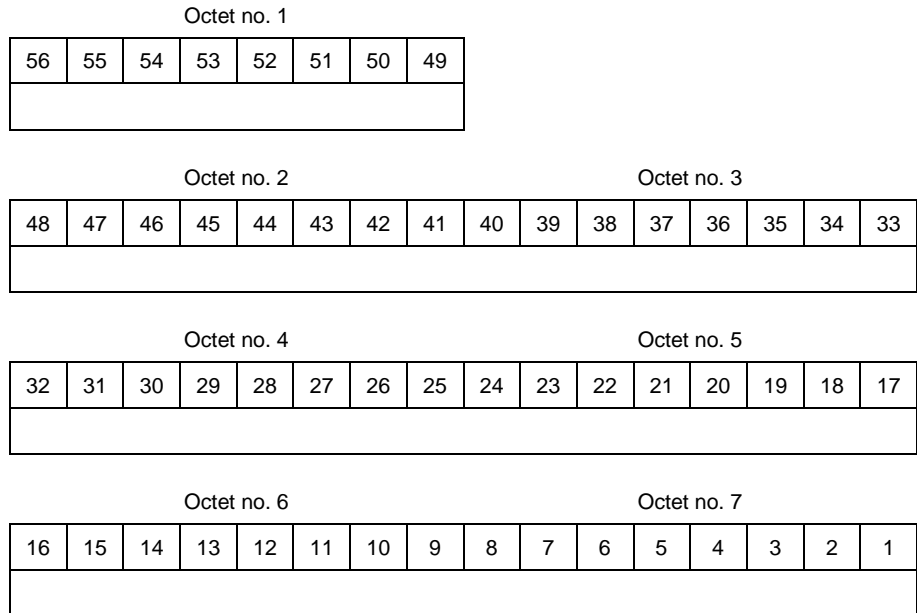 Octet no. 1
56 55 54 53 52 51 50 49
Octet no. 2 Octet no. 3
48 47 46 45 44 43 42 41 40 39 38 37 36 35 34 33
Octet no. 4 Octet no. 5
32 31 30 29 28 27 26 25 24 23 22 21 20 19 18 17
Octet no. 6 Octet no. 7
16 15 14 13 12 11 10 9 8 7 6 5 4 3 2 1